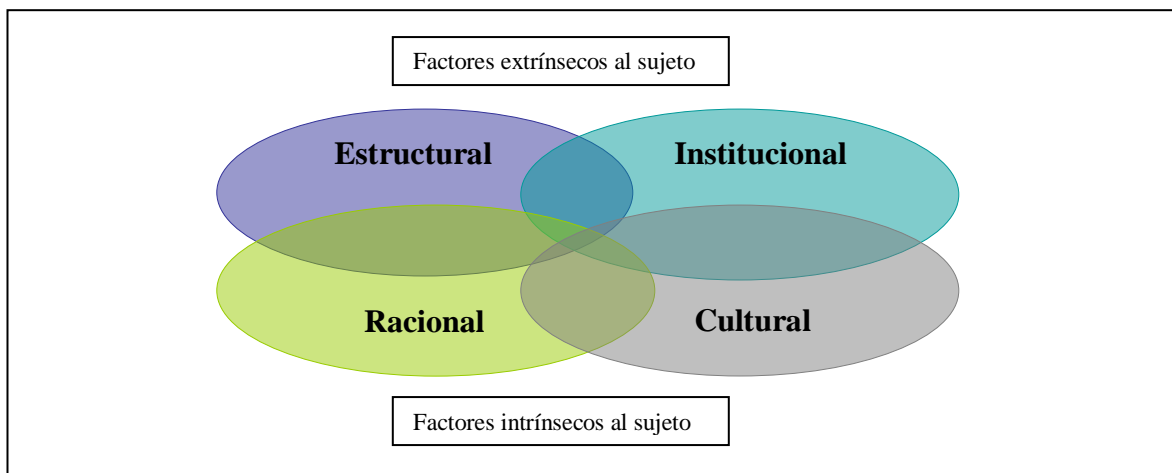 Factores extrínsecos al sujeto
Estructural
Institucional
Racional
Cultural
Factores intrínsecos al sujeto